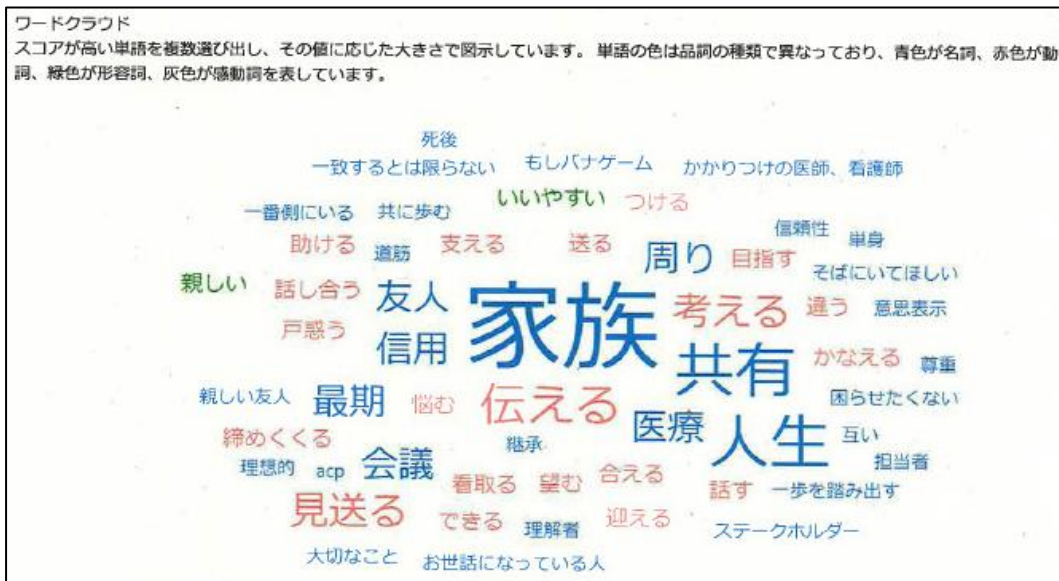 ワードクラウド
スコアが高い単語を複数選び出し、その値に応じた大きさで図示しています。 単語の色は品詞の種類で異なっており、青色が名詞、赤色が動
詞、緑色が形容詞、灰色が感動詞を表しています。
死後
一致するとは限らない もしバナゲーム かかりつけの医師、看護師
いいやすい つける
一番側にいる 共に歩む 信頼性 単身
助ける 道筋 支える 送る 周り 目指す
そばにいてほしい
親しい 話し合う 友人 家族 考える 違う 意思表示
戸惑う 信用 共有 かなえる 尊重
親しい友人 最期 悩む 伝える 医療 人生 困らせたくない
締めくくる 継承 互い
理想的 acp 会議 看取る 望む 合える 担当者
見送る できる 理解者 迎える 話す 一歩を踏み出す
ステークホルダー
大切なこと お世話になっている人